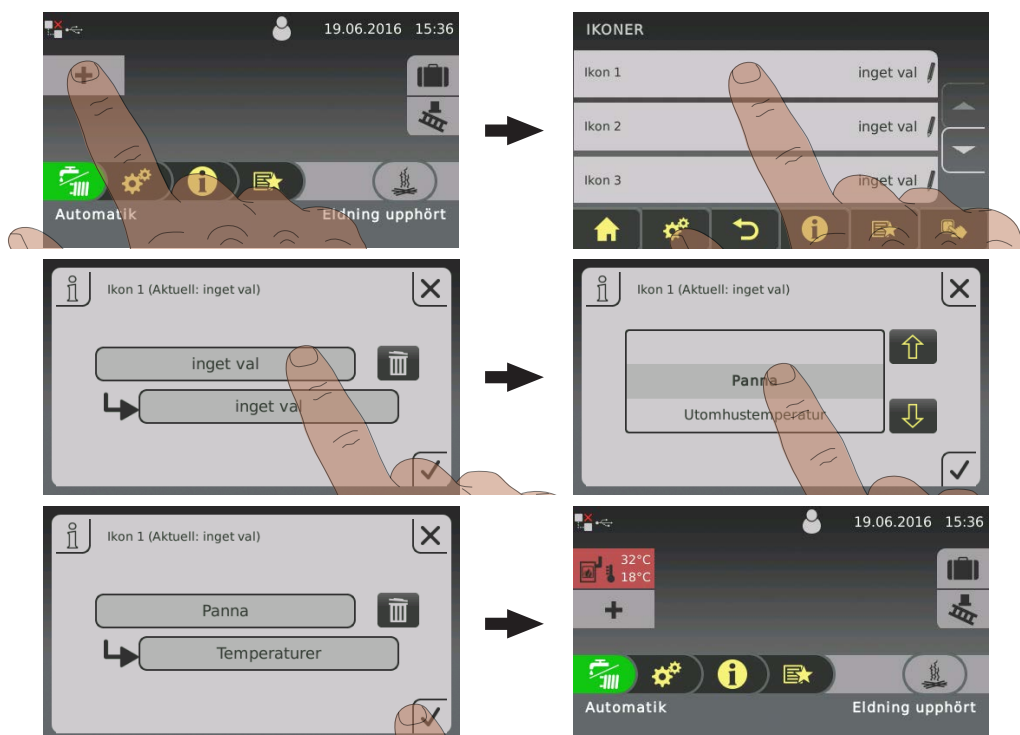 19.06.2016 15:36
Automatik
Eldning upphört
IKONER
Ikon 1 inget val
Ikon 2 inget val
Ikon 3 inget val
Ikon 1 (Aktuell: inget val)
inget val
inget val
Ikon 1 (Aktuell: inget val)
Panna
Utomhustemperatur
Ikon 1 (Aktuell: inget val)
Panna
Temperaturer
19.06.2016 15:36
32°C
18°C
Automatik
Eldning upphört